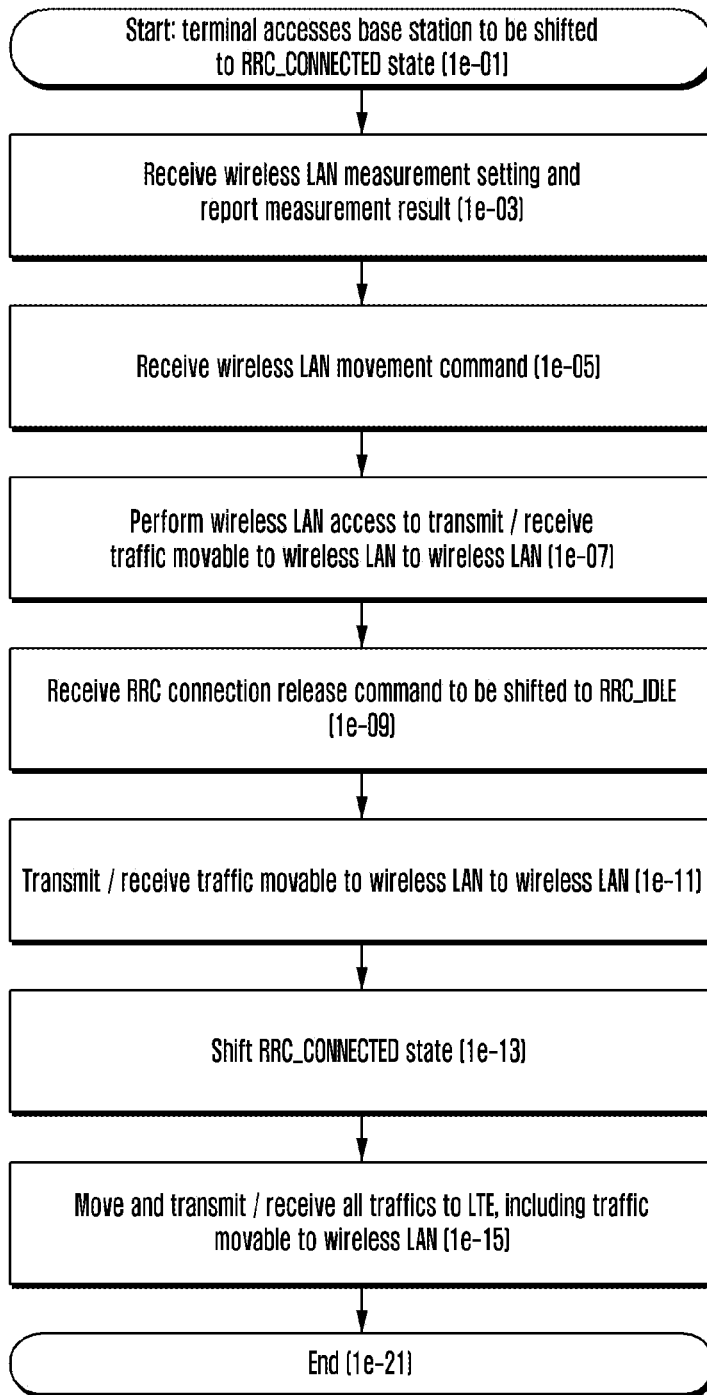 Start: terminal accesses base station to be shifted
to RRC_CONNECTED state (1e-01)
Receive wireless LAN measurement setting and
report measurement result (1e-03)
Receive wireless LAN movement command (1e-05)
Perform wireless LAN access to transmit / receive
traffic movable to wireless LAN to wireless LAN (1e-07)
Receive RRC connection release command to be shifted to RRC_IDLE
(1e-09)
Transmit / receive traffic movable to wireless LAN to wireless LAN (1e-11)
Shift RRC_CONNECTED state (1e-13)
Move and transmit / receive all traffics to LTE, including traffic
movable to wireless LAN (1e-15)
End (1e-21)